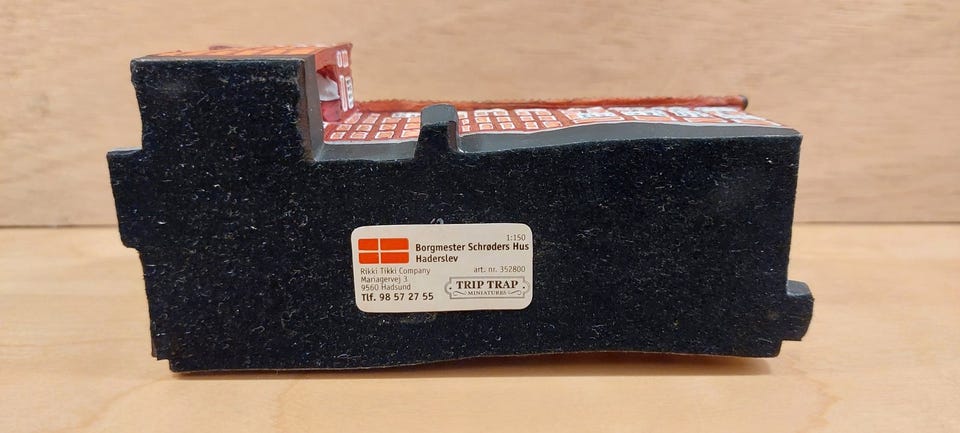 1:150
Borgmester Schrøders Hus
Haderslev
Rikki Tikki Company
Mariagervej 3
9560 Hadsund
Tlf. 98 57 27 55
art. nr. 352800
TRIP TRAP
MINIATURES